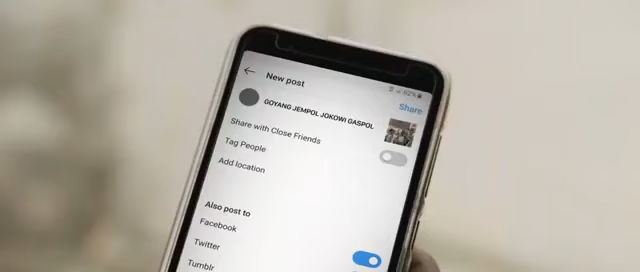 New post
92%
Share
GOYANG JEMPOL JOKOWI GASPOL
Share with Close Friends
Tag People
Add location
Also post to
Facebook
Twitter
Tumblr